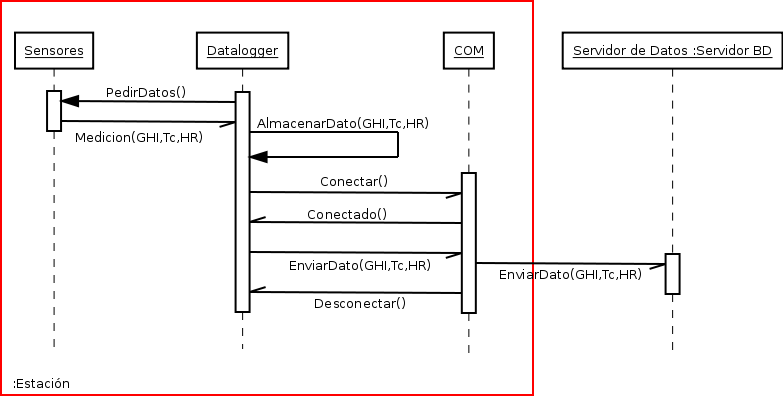 Sensores
Datalogger
COM
Servidor de Datos :Servidor BD
PedirDatos()
AlmacenarDato(GHI,Tc,HR)
Medicion(GHI,Tc,HR)
Conectar()
Conectado()
EnviarDato(GHI,Tc,HR)
EnviarDato(GHI,Tc,HR)
Desconectar()
:Estación